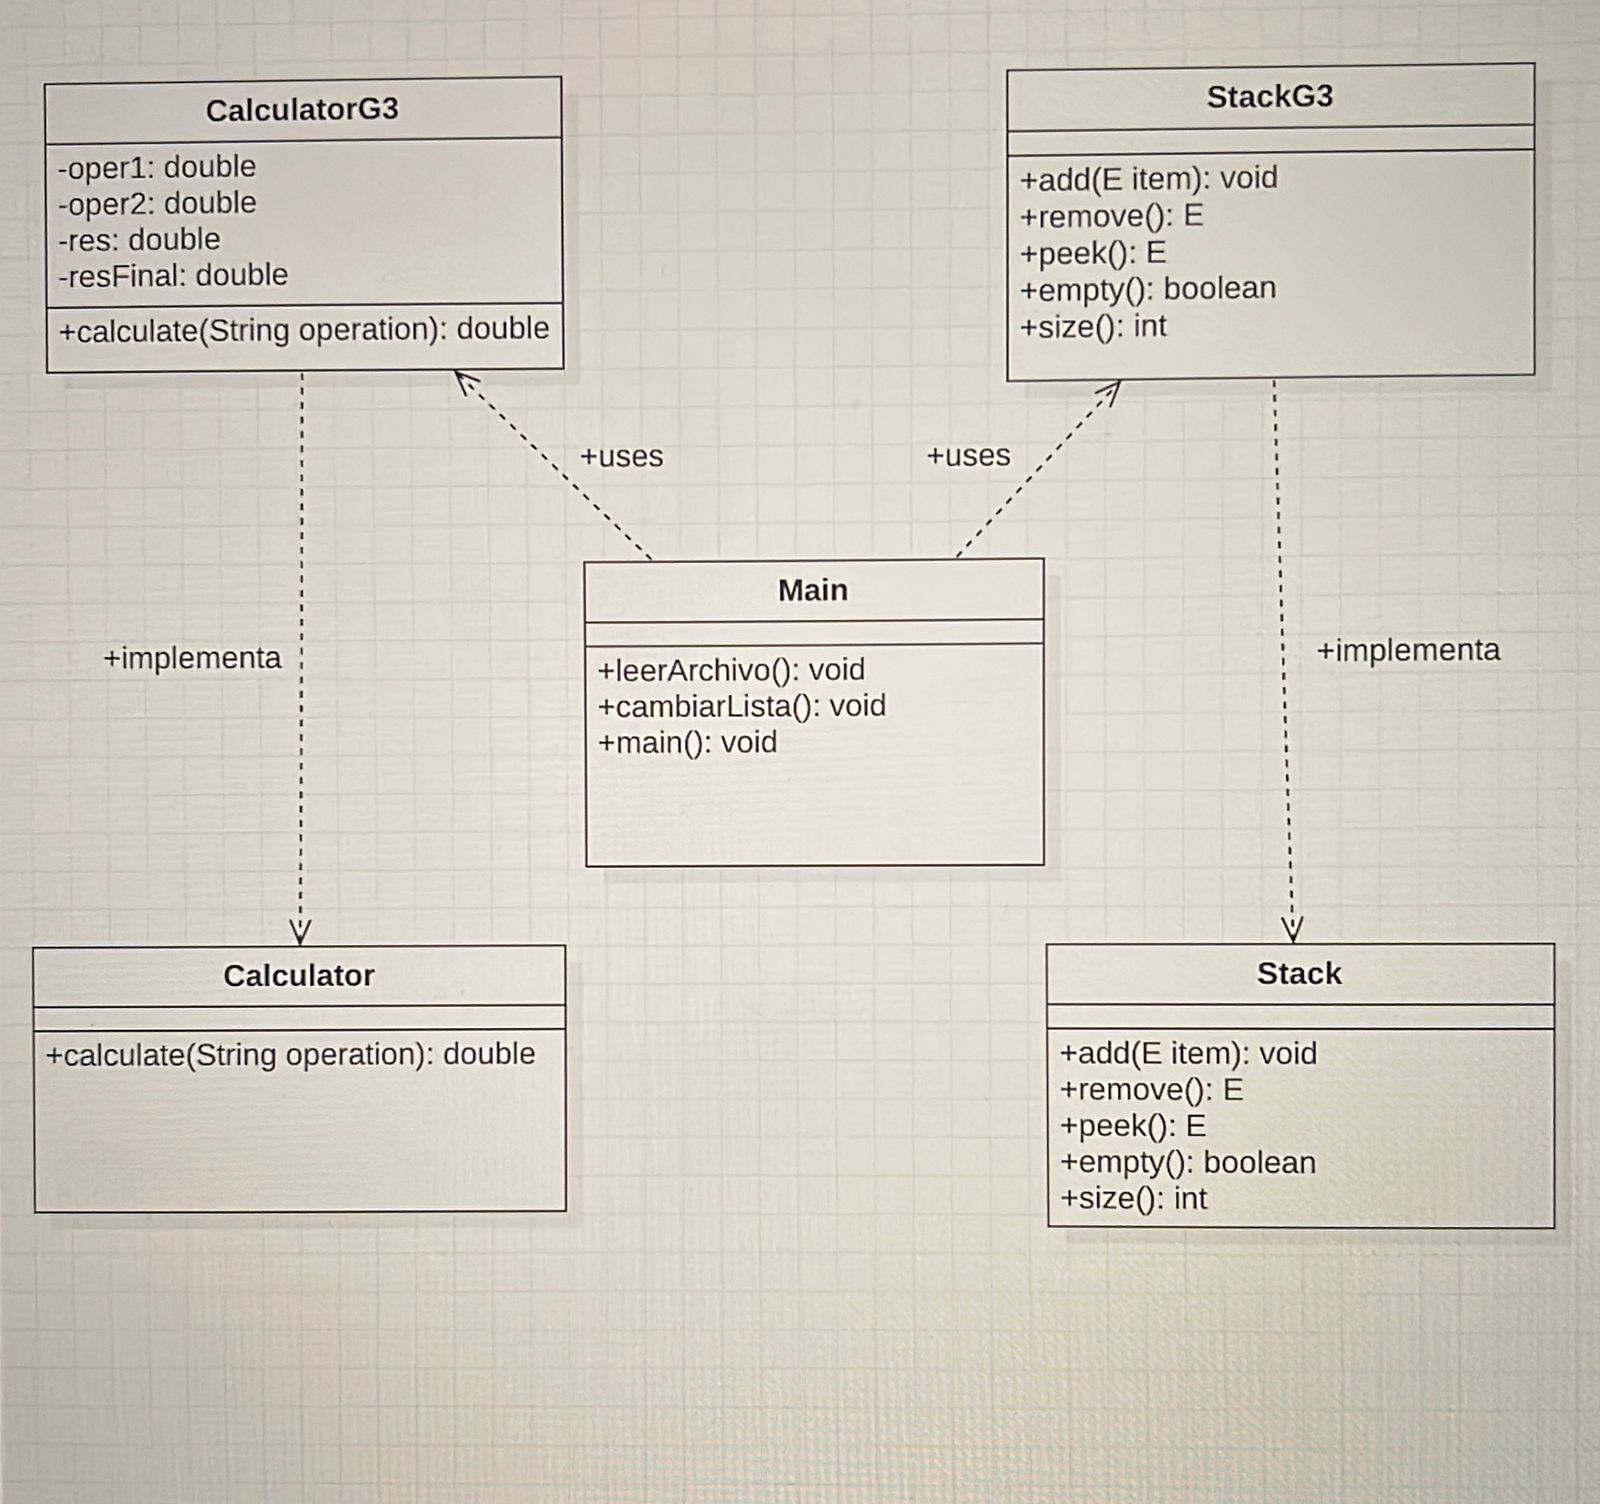 CalculatorG3
-oper1: double
-oper2: double
-res: double
-resFinal: double
+calculate(String operation): double
StackG3
+add(E item): void
+remove(): E
+peek(): E
+empty(): boolean
+size(): int
+uses
+uses
Main
+leerArchivo(): void
+cambiarLista(): void
+main(): void
+implementa
+implementa
Calculator
+calculate(String operation): double
Stack
+add(E item): void
+remove(): E
+peek(): E
+empty(): boolean
+size(): int